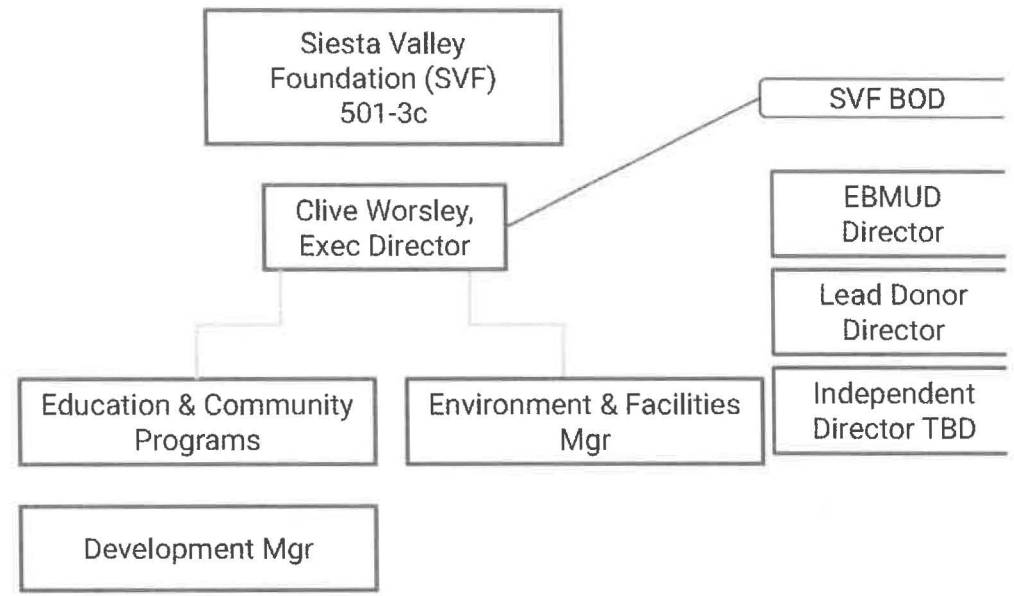 Siesta Valley
Foundation (SVF)
501-3c
SVF BOD
Clive Worsley,
Exec Director
EBMUD
Director
Lead Donor
Director
Independent
Director TBD
Education & Community
Programs
Environment & Facilities
Mgr
Development Mgr